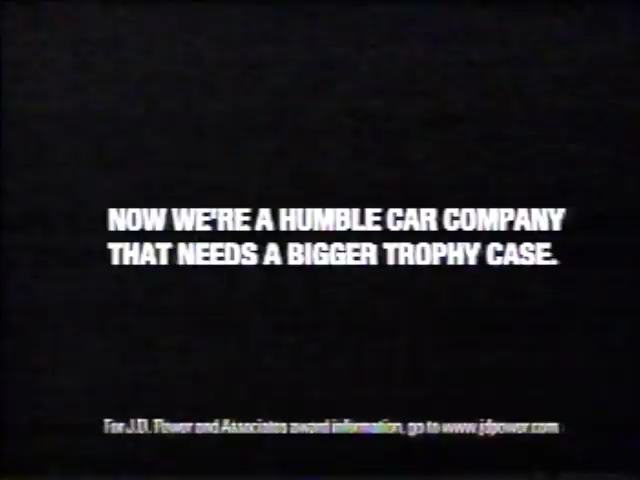 NOW WE'RE A HUMBLE CAR COMPANY
THAT NEEDS A BIGGER TROPHY CASE.
For J.D. Power and Associates award information, go to www.jdpower.com